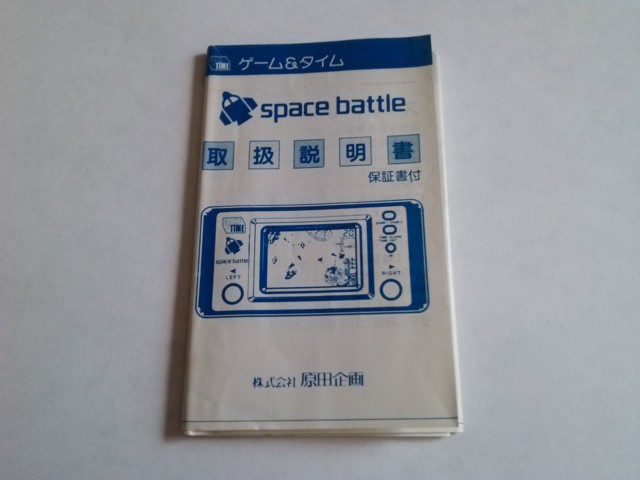 TIME ゲーム&タイム
space battle
取扱説明書
保証書付
TIME
space battle
LEFT
RIGHT
株式会社 原田企画